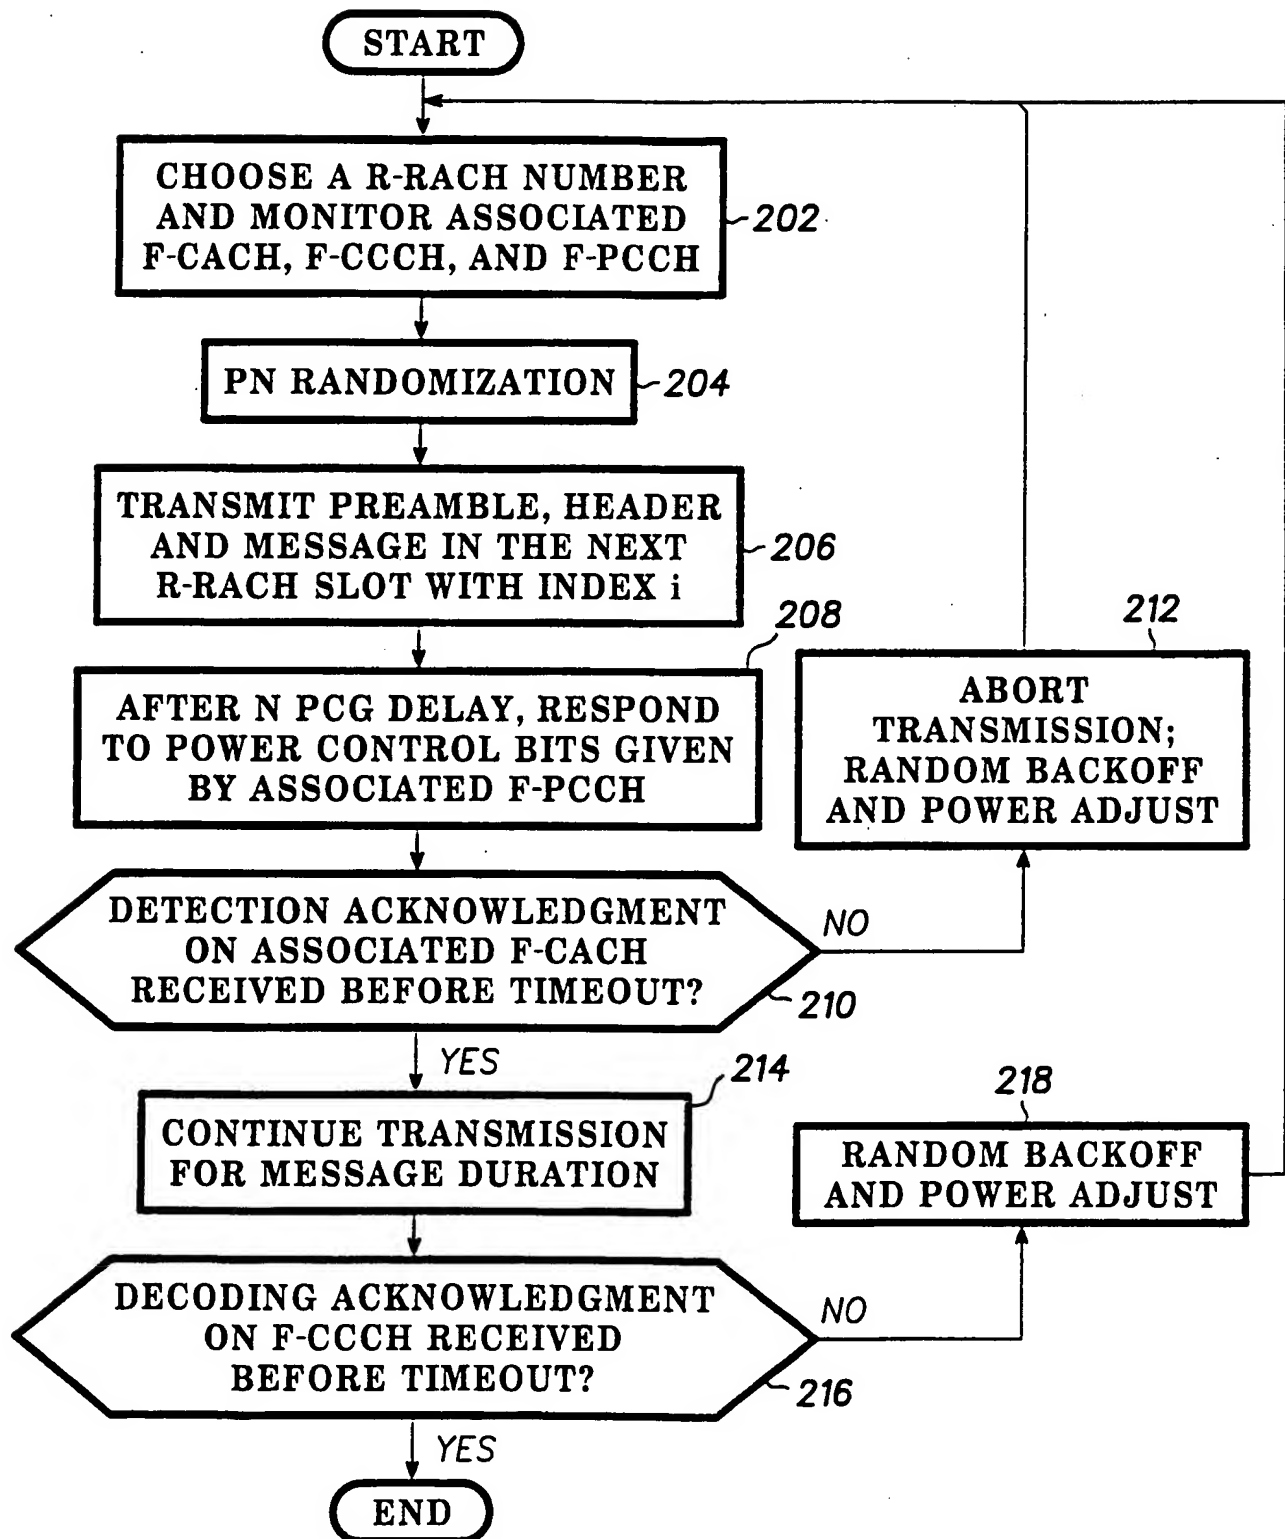 START
CHOOSE A R-RACH NUMBER
AND MONITOR ASSOCIATED
F-CACH, F-CCCH, AND F-PCCH
202
PN RANDOMIZATION
204
TRANSMIT PREAMBLE, HEADER
AND MESSAGE IN THE NEXT
R-RACH SLOT WITH INDEX i
206
208
AFTER N PCG DELAY, RESPOND
TO POWER CONTROL BITS GIVEN
BY ASSOCIATED F-PCCH
212
ABORT
TRANSMISSION;
RANDOM BACKOFF
AND POWER ADJUST
DETECTION ACKNOWLEDGMENT
ON ASSOCIATED F-CACH
RECEIVED BEFORE TIMEOUT?
NO
210
YES
214
CONTINUE TRANSMISSION
FOR MESSAGE DURATION
218
RANDOM BACKOFF
AND POWER ADJUST
DECODING ACKNOWLEDGMENT
ON F-CCCH RECEIVED
BEFORE TIMEOUT?
NO
216
YES
END